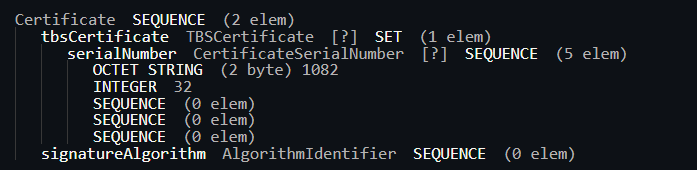 Certificate SEQUENCE (2 elem)
tbsCertificate TBSCertificate [?] SET (1 elem)
serialNumber CertificateSerialNumber [?] SEQUENCE (5 elem)
OCTET STRING (2 byte) 1082
INTEGER 32
SEQUENCE (0 elem)
SEQUENCE (0 elem)
SEQUENCE (0 elem)
signatureAlgorithm AlgorithmIdentifier SEQUENCE (0 elem)